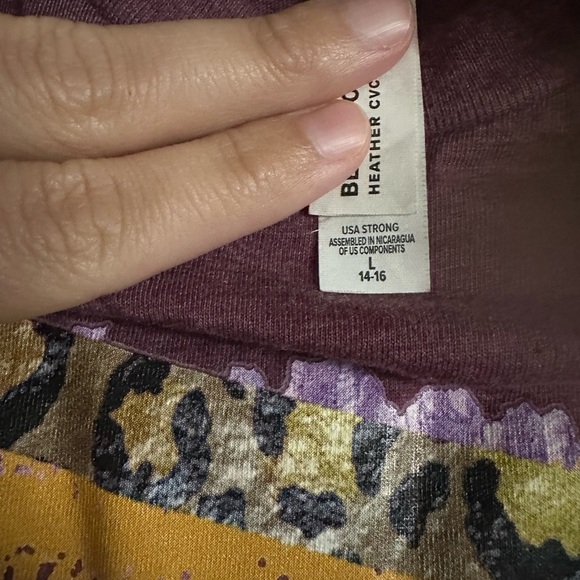 HEATHER CVC
USA STRONG
ASSEMBLED IN NICARAGUA
OF US COMPONENTS
L
14-16